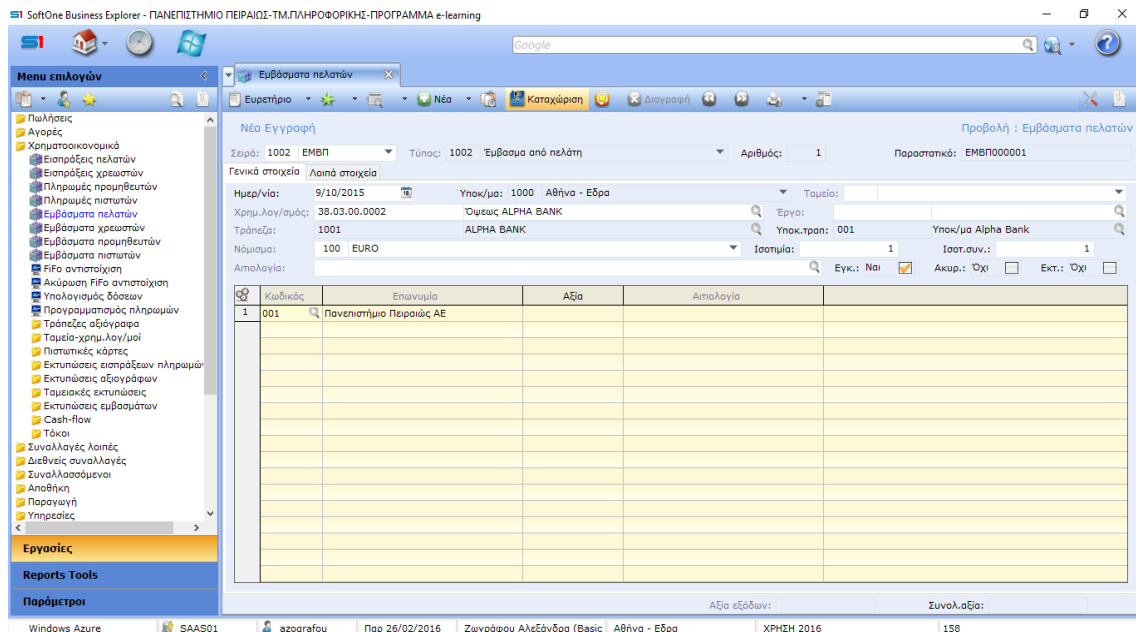 S1 SoftOne Business Explorer - ΠΑΝΕΠΙΣΤΗΜΙΟ ΠΕΙΡΑΙΩΣ-ΤΜ.ΠΛΗΡΟΦΟΡΙΚΗΣ-ΠΡΟΓΡΑΜΜΑ e-learning
S1 Google
Menu επιλογών
Εμβάσματα πελατών
Ευρετήριο Νέα Καταχώριση Διαγραφή
Πωλήσεις
Αγορές
Χρηματοοικονομικά
Εισπράξεις πελατών
Εισπράξεις χρεωστών
Πληρωμές προμηθευτών
Πληρωμές πιστωτών
Εμβάσματα πελατών
Εμβάσματα χρεωστών
Εμβάσματα προμηθευτών
Εμβάσματα πιστωτών
FiFo αντιστοίχιση
Ακύρωση FiFo αντιστοίχιση
Υπολογισμός δόσεων
Προγραμματισμός πληρωμών
Τράπεζες αξιόγραφα
Ταμεία-χρημ.λογ/μοί
Πιστωτικές κάρτες
Εκτυπώσεις εισπράξεων πληρωμώ
Εκτυπώσεις αξιογράφων
Ταμειακές εκτυπώσεις
Εκτυπώσεις εμβασμάτων
Cash-flow
Τόκοι
Συναλλαγές λοιπές
Διεθνείς συναλλαγές
Συναλλασσόμενοι
Αποθήκη
Παραγωγή
Υπηρεσίες
Εργασίες
Reports Tools
Παράμετροι
Νέα Εγγραφή Προβολή : Εμβάσματα πελατών
Σειρά: 1002 ΕΜΒΠ Τύπος: 1002 Έμβασμα από πελάτη Αριθμός: 1 Παραστατικό: ΕΜΒΠ000001
Γενικά στοιχεία Λοιπά στοιχεία
Ημερ/νία: 9/10/2015 Υποκ/μα: 1000 Αθήνα - Εδρα Ταμείο:
Χρημ.λογ/σμός: 38.03.00.0002 Όψεως ALPHA BANK Έργο:
Τράπεζα: 1001 ALPHA BANK Υποκ.τραπ: 001 Υποκ/μα Alpha Bank
Νόμισμα: 100 EURO Ισοτιμία: 1 Ισοτ.συν.: 1
Αιτιολογία: Εγκ.: Ναι Ακυρ.: Όχι Εκτ.: Όχι
Κωδικός Επωνυμία Αξία Αιτιολογία
1 001 Πανεπιστήμιο Πειραιώς ΑΕ
Αξία εξόδων: Συνολ.αξία:
Windows Azure SAAS01 azografou Παρ 26/02/2016 Ζωγράφου Αλεξάνδρα (Basic Αθήνα - Εδρα ΧΡΗΣΗ 2016 158